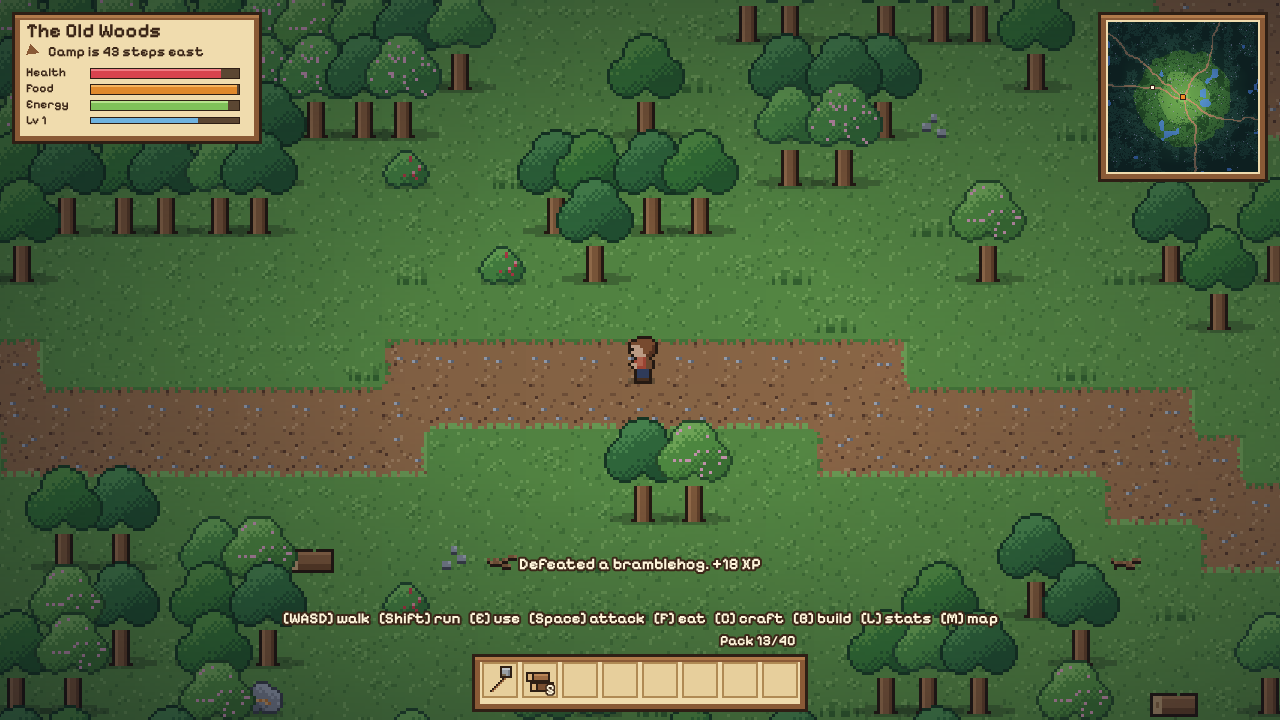 The Old Woods
Camp is 43 steps east
Health
Food
Energy
Lv 1
Defeated a bramblehog. +18 XP
[WASD] walk [Shift] run [E] use [Space] attack [F] eat [O] craft [B] build [L] stats [M] map
Pack 13/40
S